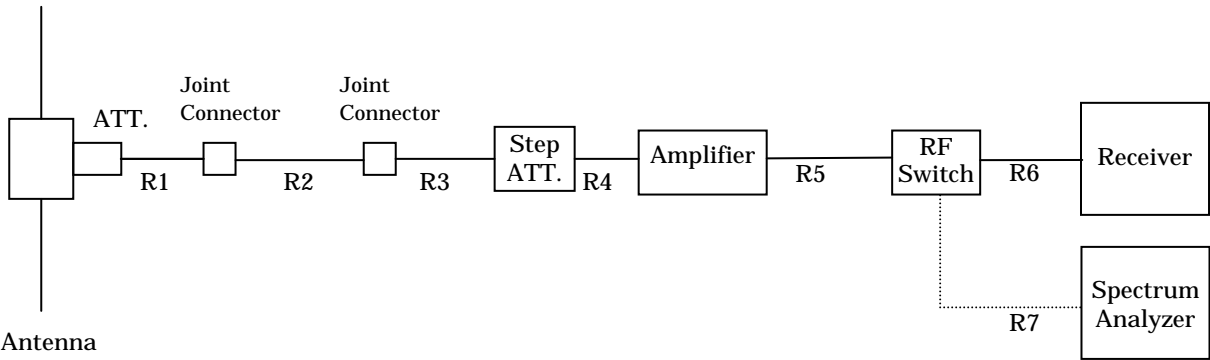 ATT.
Joint
Connector
Joint
Connector
Step
ATT.
Amplifier
RF
Switch
Receiver
R1
R2
R3
R4
R5
R6
Spectrum
Analyzer
R7
Antenna